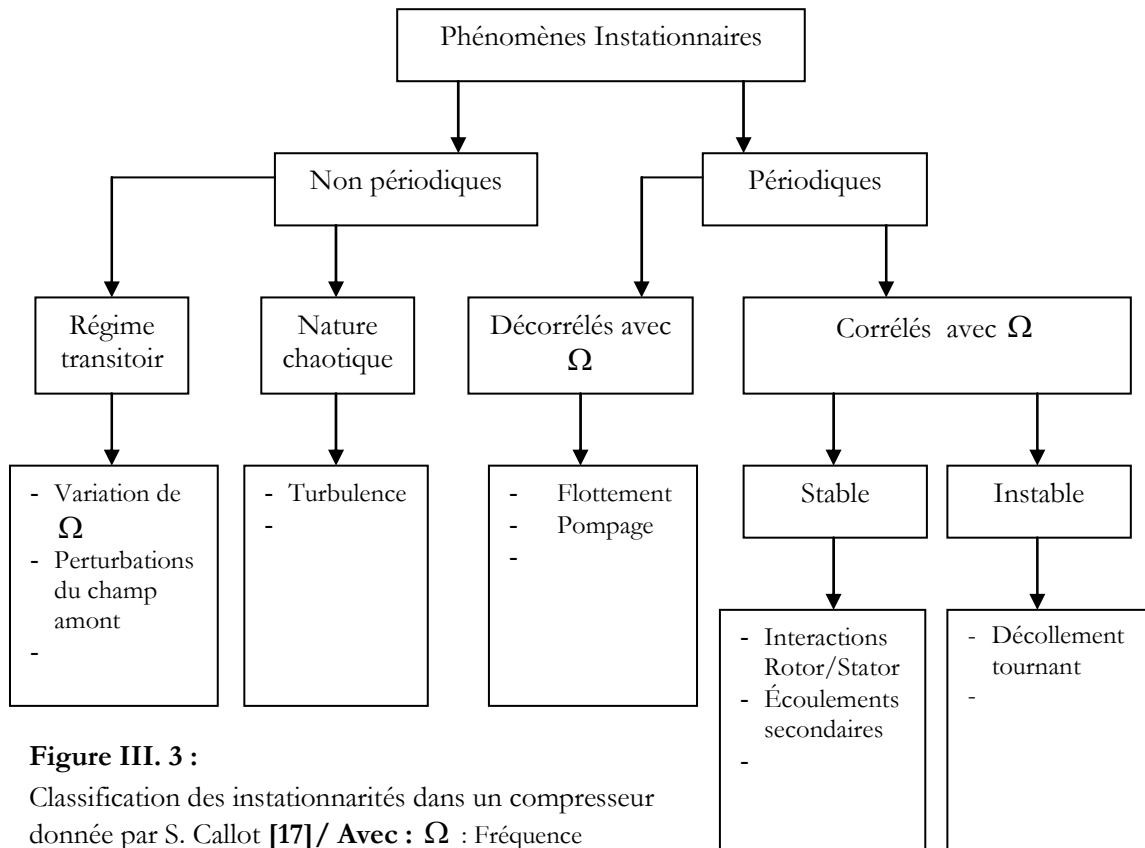 Phénomènes Instationnaires
Non périodiques
Périodiques
Régime
transitoir
Nature
chaotique
Décorrélés avec
Ω
Corrélés avec Ω
- Variation de
Ω
- Perturbations
du champ
amont
-
- Turbulence
-
- Flottement
- Pompage
-
Stable
Instable
- Interactions
Rotor/Stator
- Écoulements
secondaires
-
- Décollement
tournant
-
Figure III. 3 :
Classification des instationnarités dans un compresseur
donnée par S. Callot [17]/ Avec : Ω : Fréquence